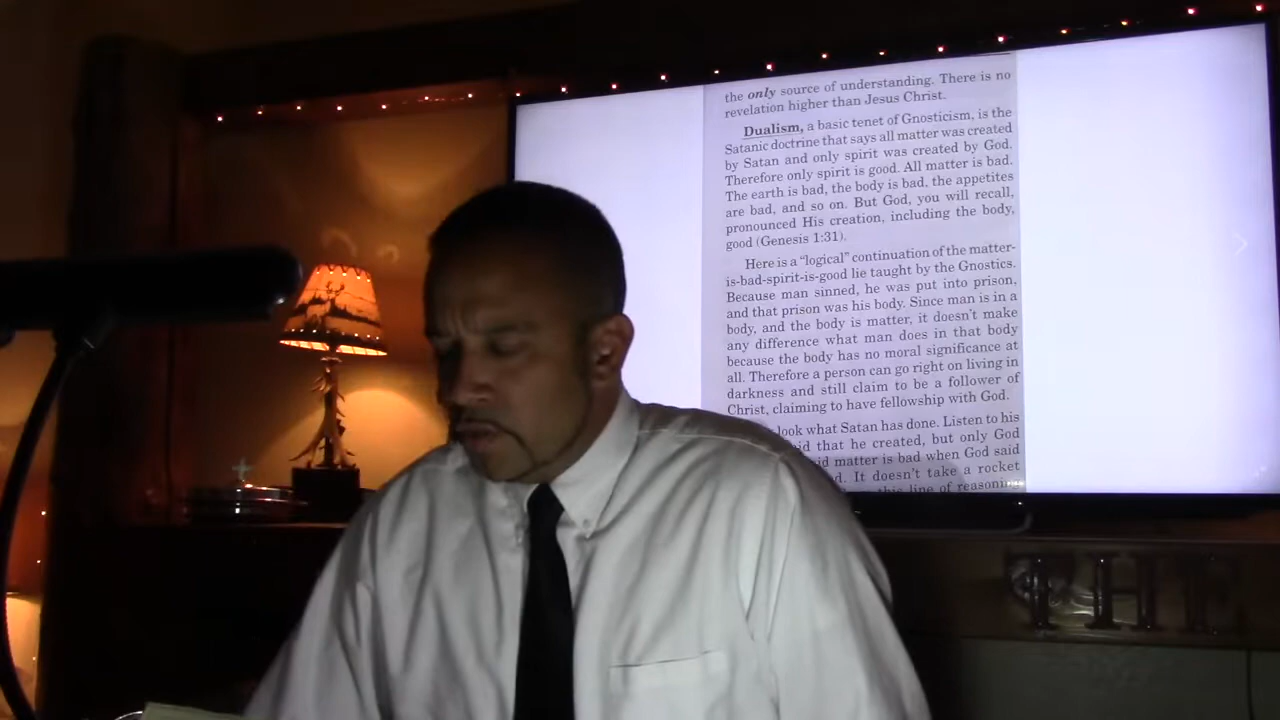 the only source of understanding. There is no
revelation higher than Jesus Christ.
Dualism, a basic tenet of Gnosticism, is the
Satanic doctrine that says all matter was created
by Satan and only spirit was created by God.
Therefore only spirit is good. All matter is bad.
The earth is bad, the body is bad, the appetites
are bad, and so on. But God, you will recall,
pronounced His creation, including the body,
good (Genesis 1:31).
Here is a "logical" continuation of the matter-
is-bad-spirit-is-good lie taught by the Gnostics.
Because man sinned, he was put into prison,
and that prison was his body. Since man is in a
body, and the body is matter, it doesn't make
any difference what man does in that body
because the body has no moral significance at
all. Therefore a person can go right on living in
darkness and still claim to be a follower of
Christ, claiming to have fellowship with God.
look what Satan has done. Listen to his
that he created, but only God
matter is bad when God said
It doesn't take a rocket
this line of reasoning
THE